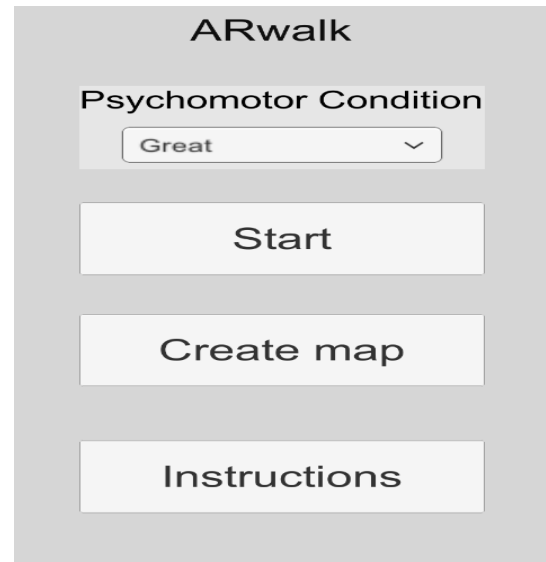 ARwalk
Psychomotor Condition
Great
Start
Create map
Instructions